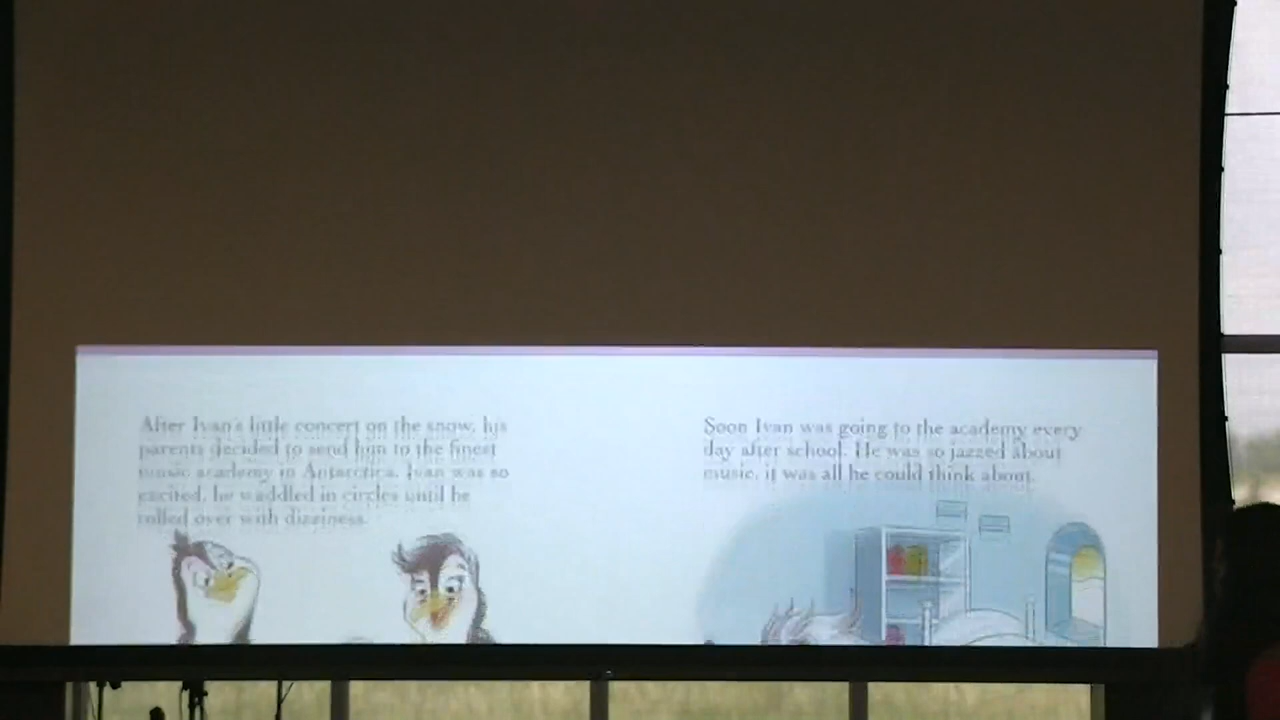 After Ivan's little concert on the snow, his
parents decided to send him to the finest
music academy in Antarctica. Ivan was so
excited, he waddled in circles until he
rolled over with dizziness.
Soon Ivan was going to the academy every
day after school. He was so jazzed about
music, it was all he could think about.